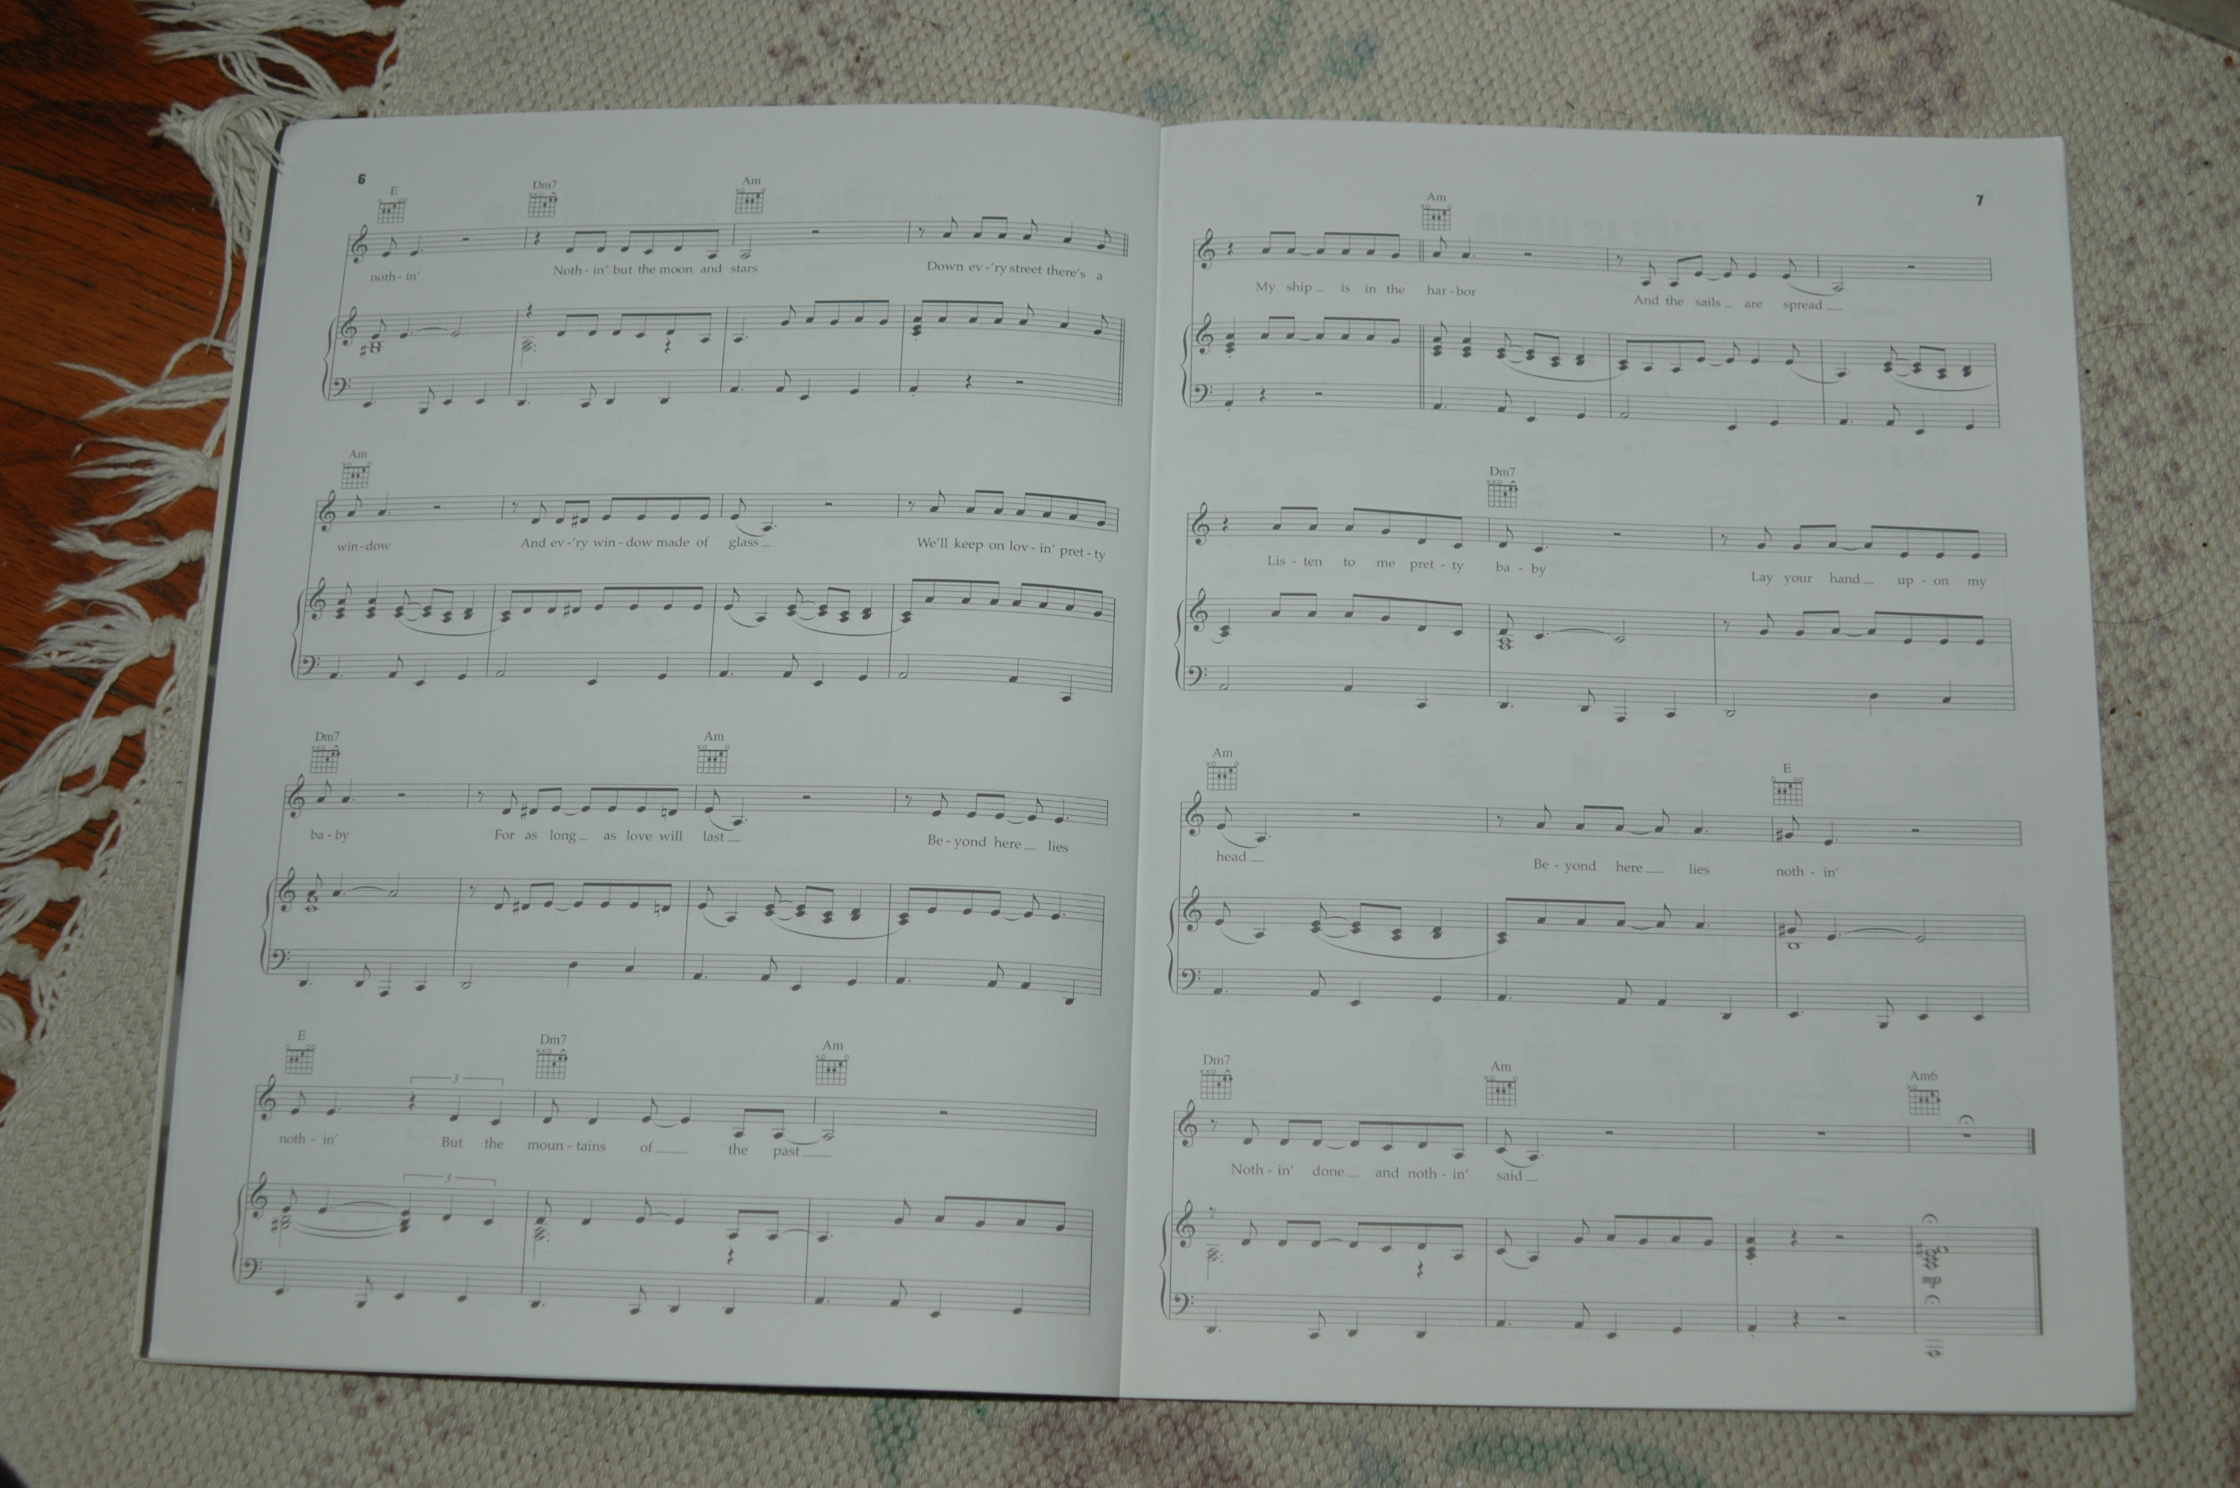 6
E Dm7 Am
noth - in' Noth - in' but the moon and stars Down ev -'ry street there's a
Am
win - dow And ev -'ry win - dow made of glass We'll keep on lov - in' pret - ty
Dm7 Am
ba - by For as long as love will last Be - yond here lies
E Dm7 Am
3
noth - in' But the moun - tains of the past
3
7
Am
My ship is in the har - bor And the sails are spread
Dm7
Lis - ten to me pret - ty ba - by Lay your hand up - on my
Am E
head Be - yond here lies noth - in'
Dm7 Am Am6
Noth - in' done and noth - in' said